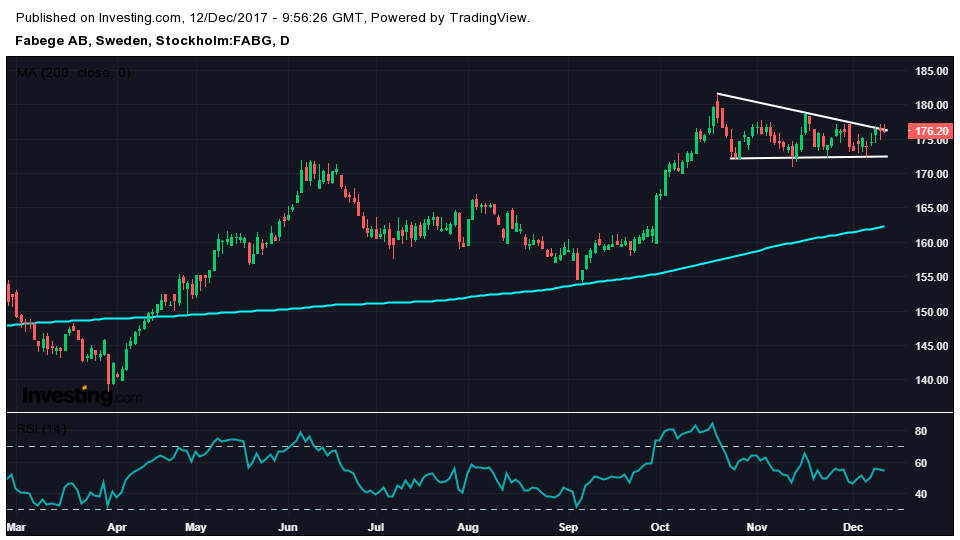 Published on Investing.com, 12/Dec/2017 - 9:56:26 GMT, Powered by TradingView.
Fabege AB, Sweden, Stockholm:FABG, D
MA (200, close, 0)
185.00
180.00
176.20
175.00
170.00
165.00
160.00
155.00
150.00
145.00
140.00
Investing.com
RSI (14)
80
60
40
Mar Apr May Jun Jul Aug Sep Oct Nov Dec